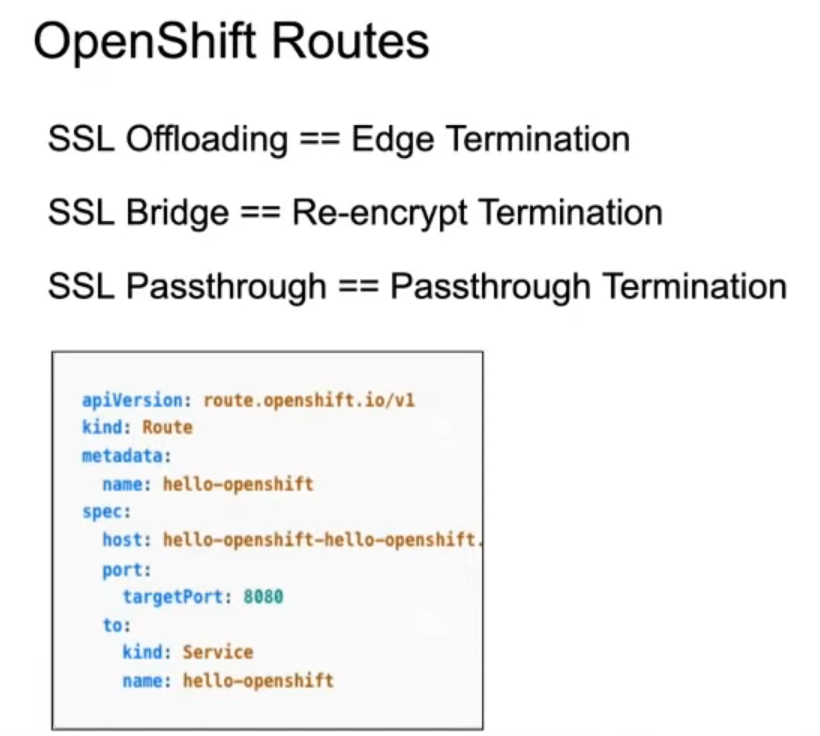 OpenShift Routes
SSL Offloading == Edge Termination
SSL Bridge == Re-encrypt Termination
SSL Passthrough == Passthrough Termination
apiVersion: route.openshift.io/v1
kind: Route
metadata:
  name: hello-openshift
spec:
  host: hello-openshift-hello-openshift.
  port:
    targetPort: 8080
  to:
    kind: Service
    name: hello-openshift